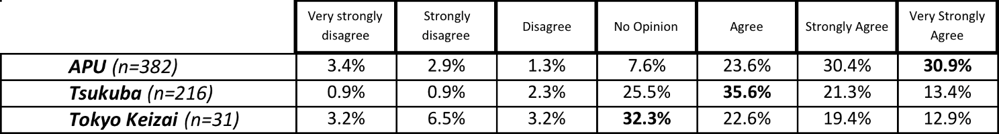 Very strongly disagree Strongly disagree Disagree No Opinion Agree Strongly Agree Very Strongly Agree
APU (n=382) 3.4% 2.9% 1.3% 7.6% 23.6% 30.4% 30.9%
Tsukuba (n=216) 0.9% 0.9% 2.3% 25.5% 35.6% 21.3% 13.4%
Tokyo Keizai (n=31) 3.2% 6.5% 3.2% 32.3% 22.6% 19.4% 12.9%